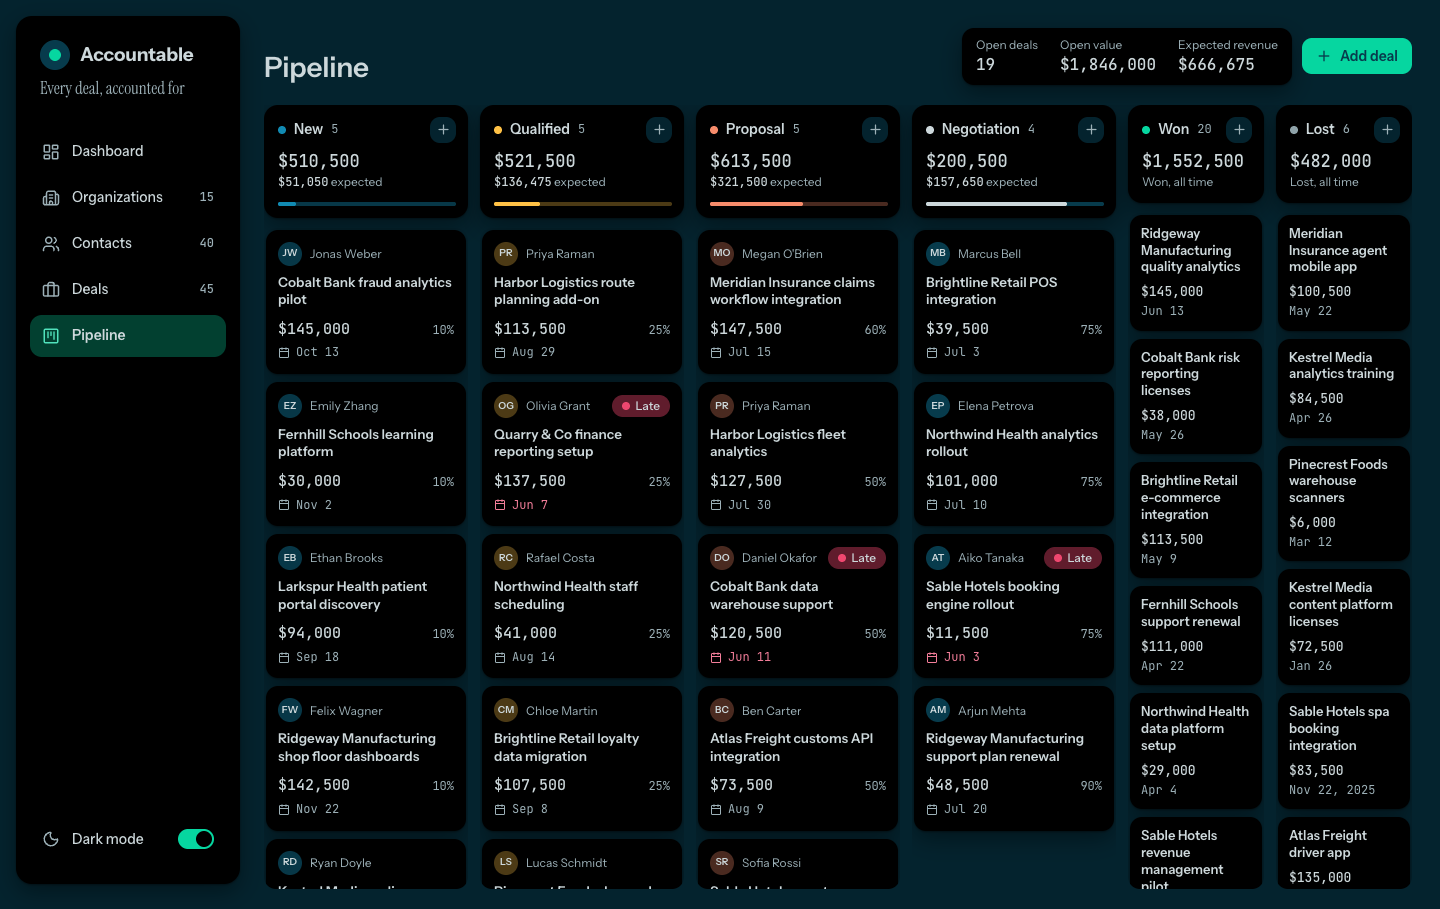 Accountable
Every deal, accounted for
Dashboard
Organizations 15
Contacts 40
Deals 45
Pipeline
Dark mode
Pipeline
Open deals
19
Open value
$1,846,000
Expected revenue
$666,675
Add deal
New 5
$510,500
$51,050 expected
JW Jonas Weber
Cobalt Bank fraud analytics
pilot
$145,000 10%
Oct 13
EZ Emily Zhang
Fernhill Schools learning
platform
$30,000 10%
Nov 2
EB Ethan Brooks
Larkspur Health patient
portal discovery
$94,000 10%
Sep 18
FW Felix Wagner
Ridgeway Manufacturing
shop floor dashboards
$142,500 10%
Nov 22
RD Ryan Doyle
Qualified 5
$521,500
$136,475 expected
PR Priya Raman
Harbor Logistics route
planning add-on
$113,500 25%
Aug 29
OG Olivia Grant Late
Quarry & Co finance
reporting setup
$137,500 25%
Jun 7
RC Rafael Costa
Northwind Health staff
scheduling
$41,000 25%
Aug 14
CM Chloe Martin
Brightline Retail loyalty
data migration
$107,500 25%
Sep 8
LS Lucas Schmidt
Proposal 5
$613,500
$321,500 expected
MO Megan O'Brien
Meridian Insurance claims
workflow integration
$147,500 60%
Jul 15
PR Priya Raman
Harbor Logistics fleet
analytics
$127,500 50%
Jul 30
DO Daniel Okafor Late
Cobalt Bank data
warehouse support
$120,500 50%
Jun 11
BC Ben Carter
Atlas Freight customs API
integration
$73,500 50%
Aug 9
SR Sofia Rossi
Negotiation 4
$200,500
$157,650 expected
MB Marcus Bell
Brightline Retail POS
integration
$39,500 75%
Jul 3
EP Elena Petrova
Northwind Health analytics
rollout
$101,000 75%
Jul 10
AT Aiko Tanaka Late
Sable Hotels booking
engine rollout
$11,500 75%
Jun 3
AM Arjun Mehta
Ridgeway Manufacturing
support plan renewal
$48,500 90%
Jul 20
Won 20
$1,552,500
Won, all time
Ridgeway
Manufacturing
quality analytics
$145,000
Jun 13
Cobalt Bank risk
reporting
licenses
$38,000
May 26
Brightline Retail
e-commerce
integration
$113,500
May 9
Fernhill Schools
support renewal
$111,000
Apr 22
Northwind Health
data platform
setup
$29,000
Apr 4
Sable Hotels
revenue
management
pilot
Lost 6
$482,000
Lost, all time
Meridian
Insurance agent
mobile app
$100,500
May 22
Kestrel Media
analytics training
$84,500
Apr 26
Pinecrest Foods
warehouse
scanners
$6,000
Mar 12
Kestrel Media
content platform
licenses
$72,500
Jan 26
Sable Hotels spa
booking
integration
$83,500
Nov 22, 2025
Atlas Freight
driver app
$135,000